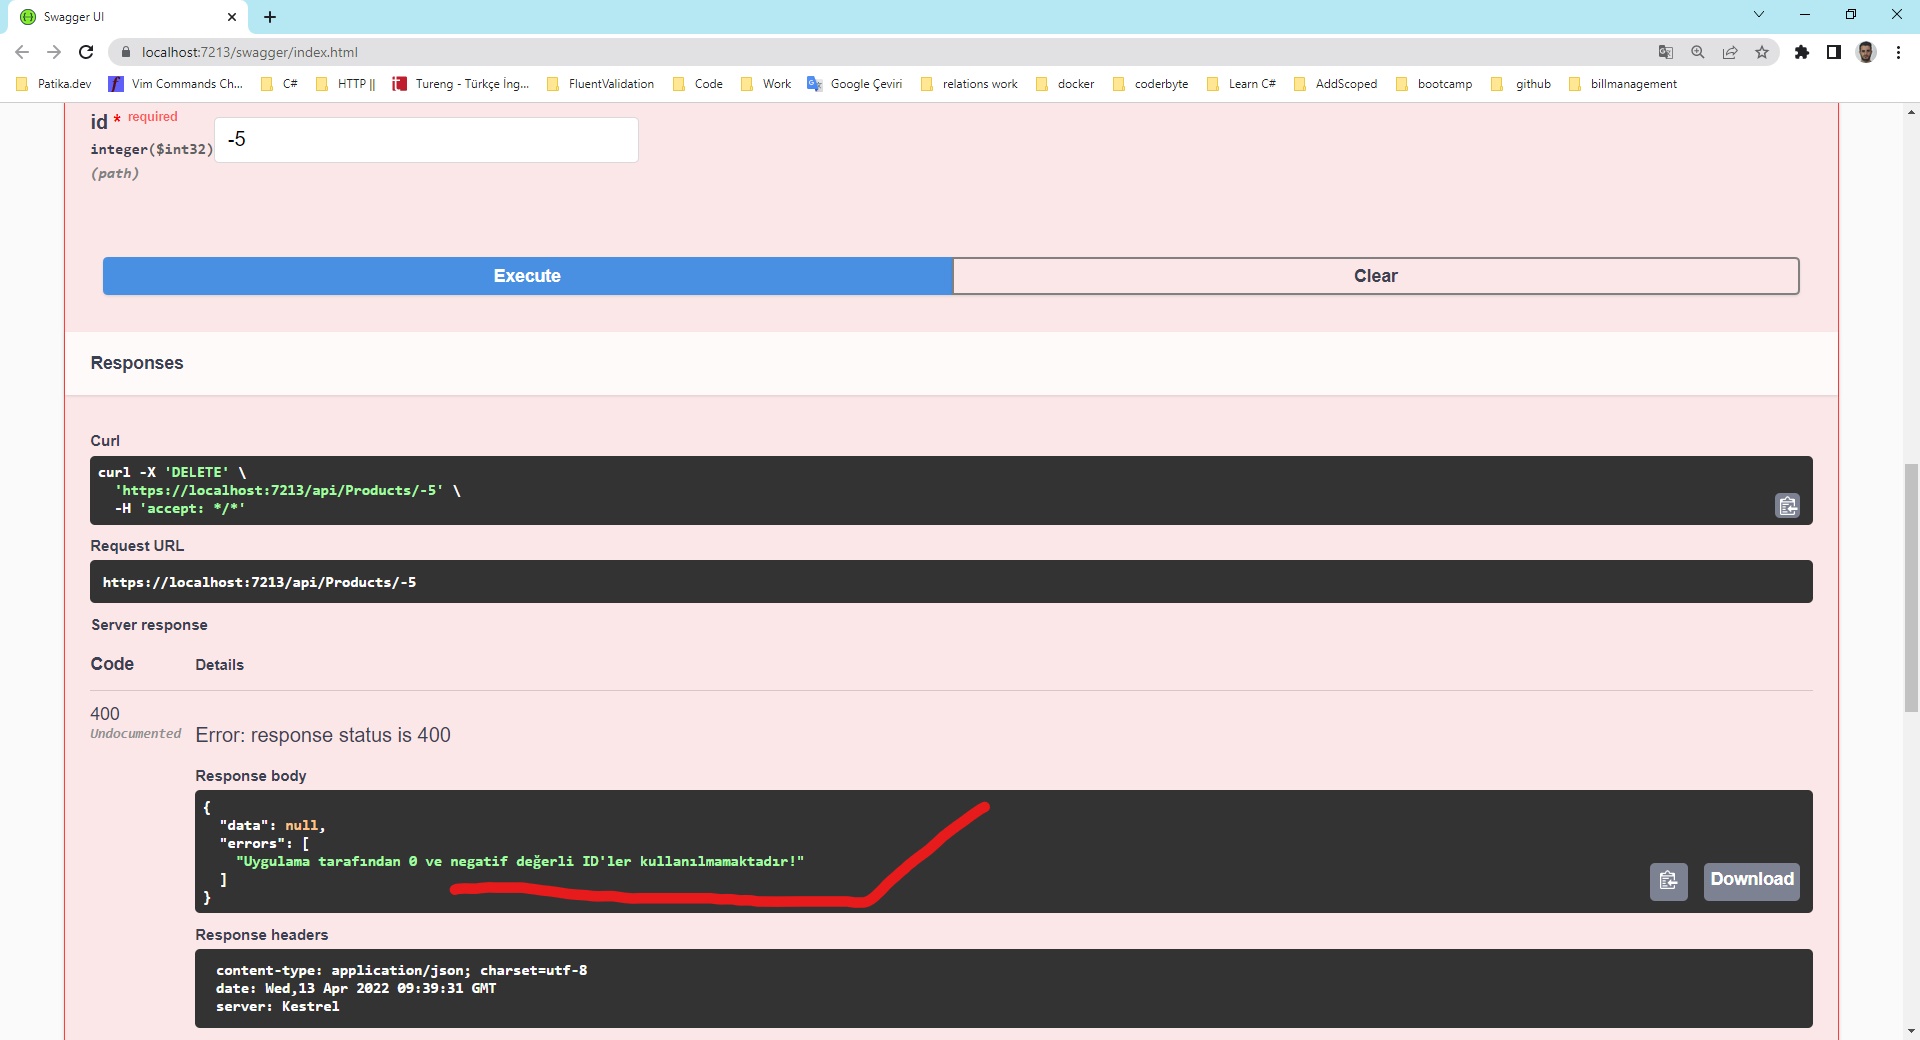 Swagger UI
localhost:7213/swagger/index.html
Patika.dev
Vim Commands Ch...
C#
HTTP ||
Tureng - Türkçe İng...
FluentValidation
Code
Work
Google Çeviri
relations work
docker
coderbyte
Learn C#
AddScoped
bootcamp
github
billmanagement
id * required
-5
integer($int32)
(path)
Execute
Clear
Responses
Curl
curl -X 'DELETE' \
'https://localhost:7213/api/Products/-5' \
-H 'accept: */*'
Request URL
https://localhost:7213/api/Products/-5
Server response
Code
Details
400
Undocumented
Error: response status is 400
Response body
{
"data": null,
"errors": [
"Uygulama tarafından 0 ve negatif değerli ID'ler kullanılmamaktadır!"
]
}
Download
Response headers
content-type: application/json; charset=utf-8
date: Wed,13 Apr 2022 09:39:31 GMT
server: Kestrel